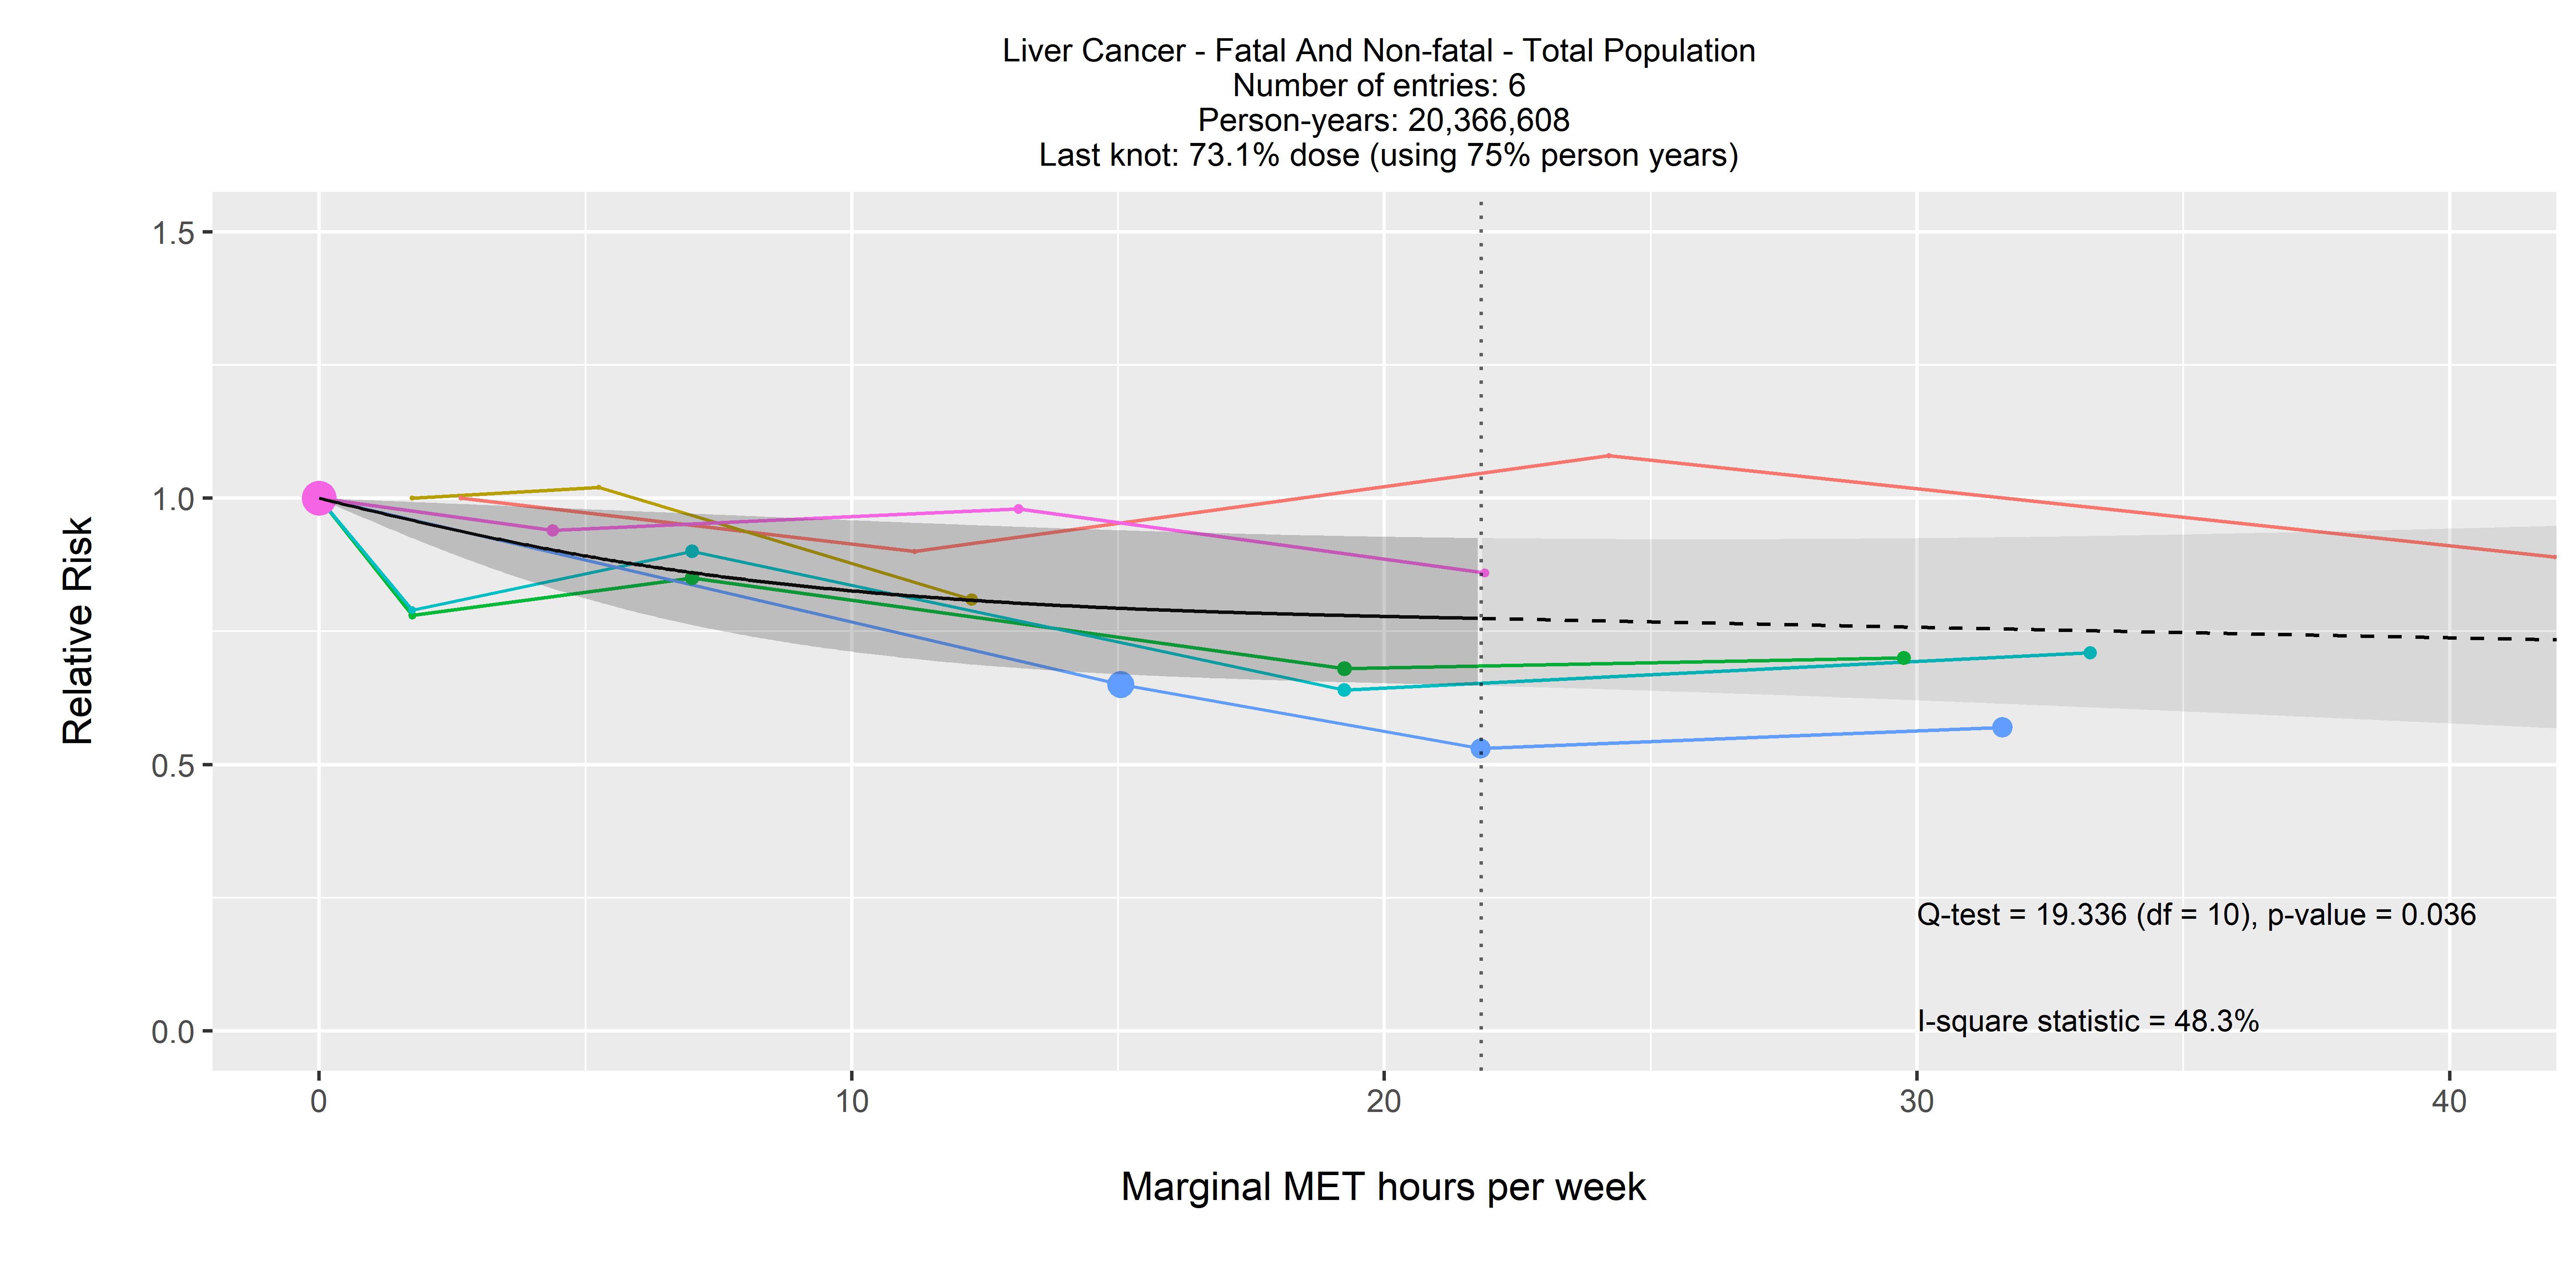 Liver Cancer - Fatal And Non-fatal - Total Population
Number of entries: 6
Person-years: 20,366,608
Last knot: 73.1% dose (using 75% person years)
1.5
1.0
0.5
0.0
Relative Risk
Q-test = 19.336 (df = 10), p-value = 0.036
I-square statistic = 48.3%
0 10 20 30 40
Marginal MET hours per week